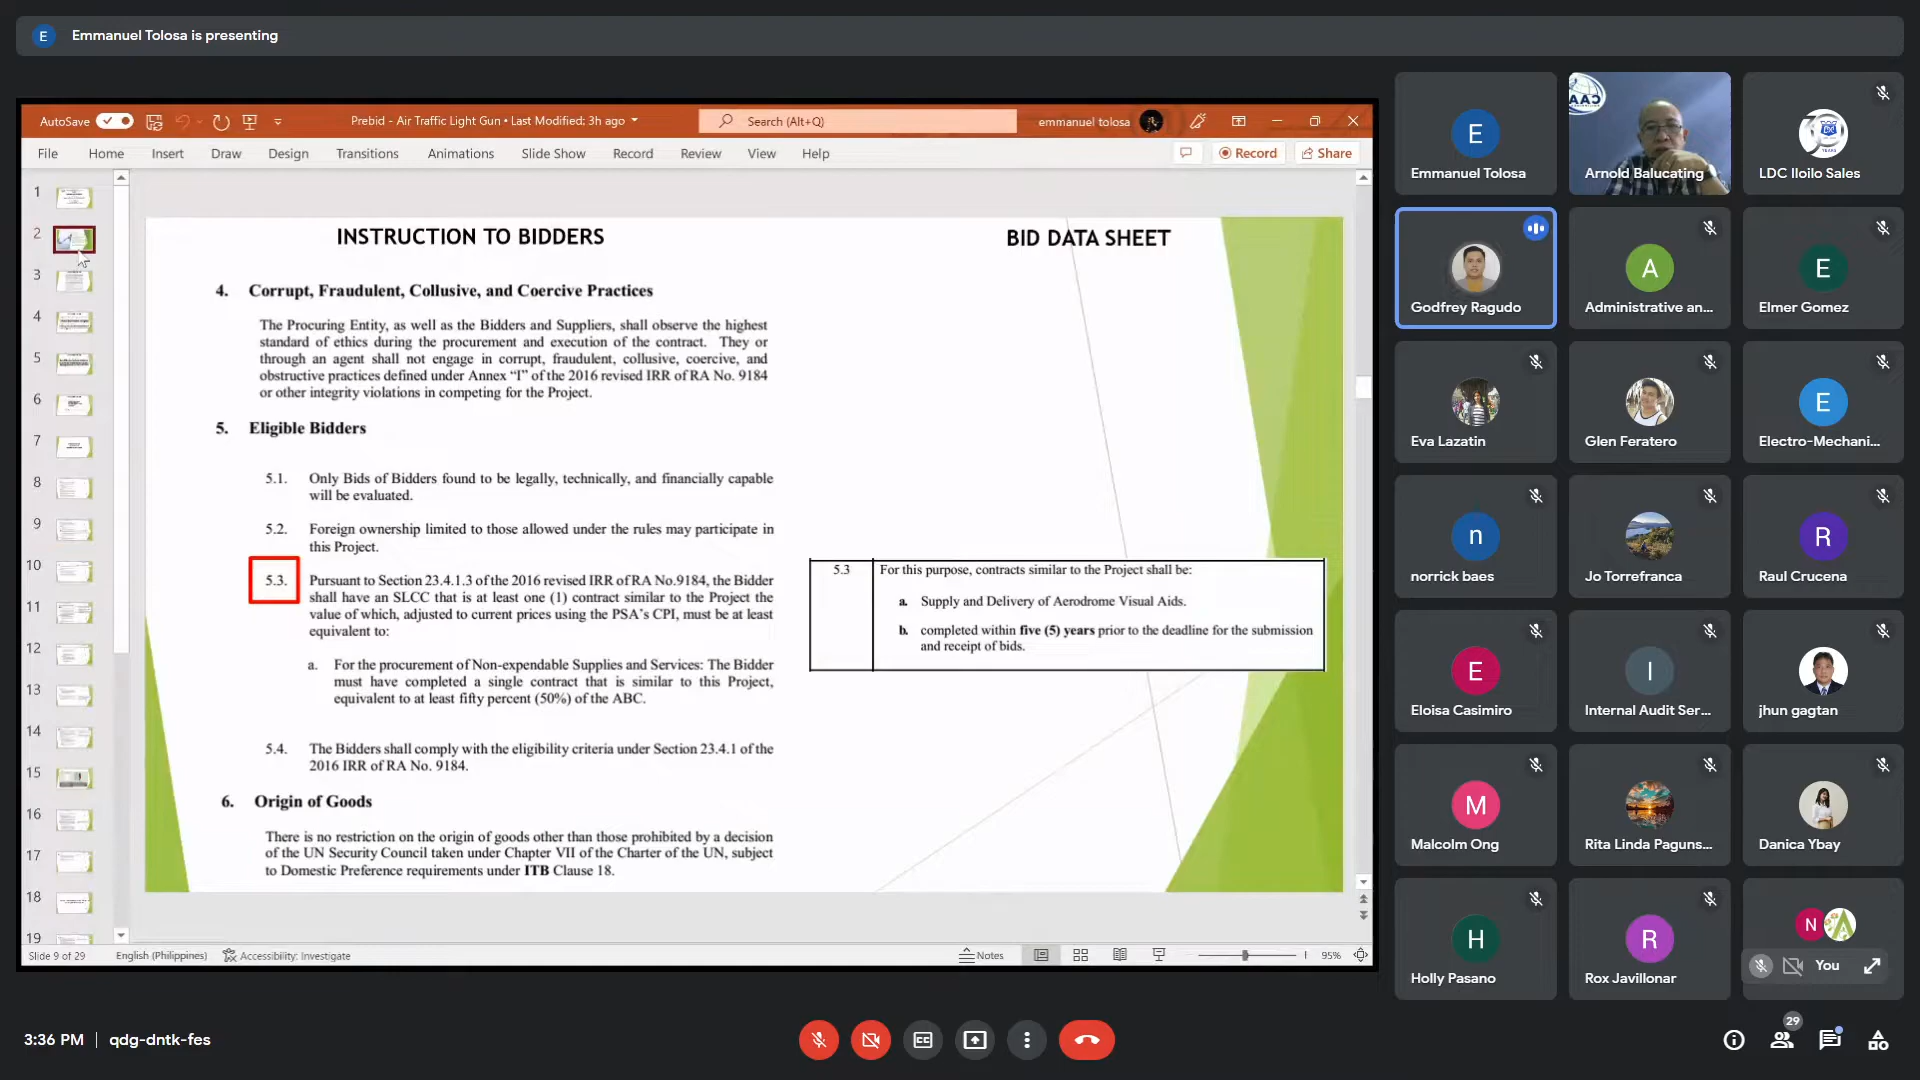 E Emmanuel Tolosa is presenting
AutoSave
Prebid - Air Traffic Light Gun • Last Modified; 3h ago
Search (Alt+Q)
emmanuel tolosa
File Home Insert Draw Design Transitions Animations Slide Show Record Review View Help
Record
Share
1
2
3
4
5
6
7
8
9
10
11
12
13
14
15
16
17
18
19
INSTRUCTION TO BIDDERS
BID DATA SHEET
4. Corrupt, Fraudulent, Collusive, and Coercive Practices
The Procuring Entity, as well as the Bidders and Suppliers, shall observe the highest
standard of ethics during the procurement and execution of the contract. They or
through an agent shall not engage in corrupt, fraudulent, collusive, coercive, and
obstructive practices defined under Annex “I” of the 2016 revised IRR of RA No. 9184
or other integrity violations in competing for the Project.
5. Eligible Bidders
5.1. Only Bids of Bidders found to be legally, technically, and financially capable
will be evaluated.
5.2. Foreign ownership limited to those allowed under the rules may participate in
this Project.
5.3. Pursuant to Section 23.4.1.3 of the 2016 revised IRR of RA No.9184, the Bidder
shall have an SLCC that is at least one (1) contract similar to the Project the
value of which, adjusted to current prices using the PSA’s CPI, must be at least
equivalent to:
a. For the procurement of Non-expendable Supplies and Services: The Bidder
must have completed a single contract that is similar to this Project,
equivalent to at least fifty percent (50%) of the ABC.
5.4. The Bidders shall comply with the eligibility criteria under Section 23.4.1 of the
2016 IRR of RA No. 9184.
6. Origin of Goods
There is no restriction on the origin of goods other than those prohibited by a decision
of the UN Security Council taken under Chapter VII of the Charter of the UN, subject
to Domestic Preference requirements under ITB Clause 18.
5.3 For this purpose, contracts similar to the Project shall be:
a. Supply and Delivery of Aerodrome Visual Aids.
b. completed within five (5) years prior to the deadline for the submission
and receipt of bids.
Slide 9 of 29
English (Philippines)
Accessibility: Investigate
Notes
95%
E
Emmanuel Tolosa
CAAP
Arnold Balucating
LDC Iloilo Sales
Godfrey Ragudo
A
Administrative an...
E
Elmer Gomez
Eva Lazatin
Glen Feratero
E
Electro-Mechani...
n
norrick baes
Jo Torrefranca
R
Raul Crucena
E
Eloisa Casimiro
I
Internal Audit Ser...
jhun gagtan
M
Malcolm Ong
Rita Linda Paguns...
Danica Ybay
H
Holly Pasano
R
Rox Javillonar
N
You
3:36 PM | qdg-dntk-fes
29